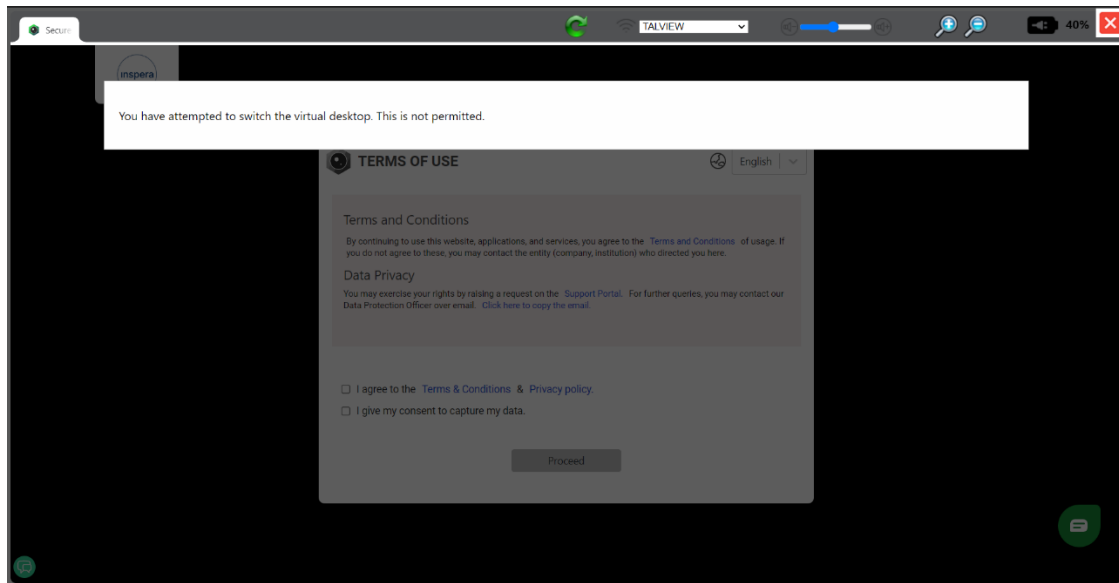 Secure
TALVIEW
40%
inspera
You have attempted to switch the virtual desktop. This is not permitted.
TERMS OF USE
English
Terms and Conditions
By continuing to use this website, applications, and services, you agree to the Terms and Conditions of usage. If
you do not agree to these, you may contact the entity (company, institution) who directed you here.
Data Privacy
You may exercise your rights by raising a request on the Support Portal. For further queries, you may contact our
Data Protection Officer over email. Click here to copy the email.
I agree to the Terms & Conditions & Privacy policy.
I give my consent to capture my data.
Proceed